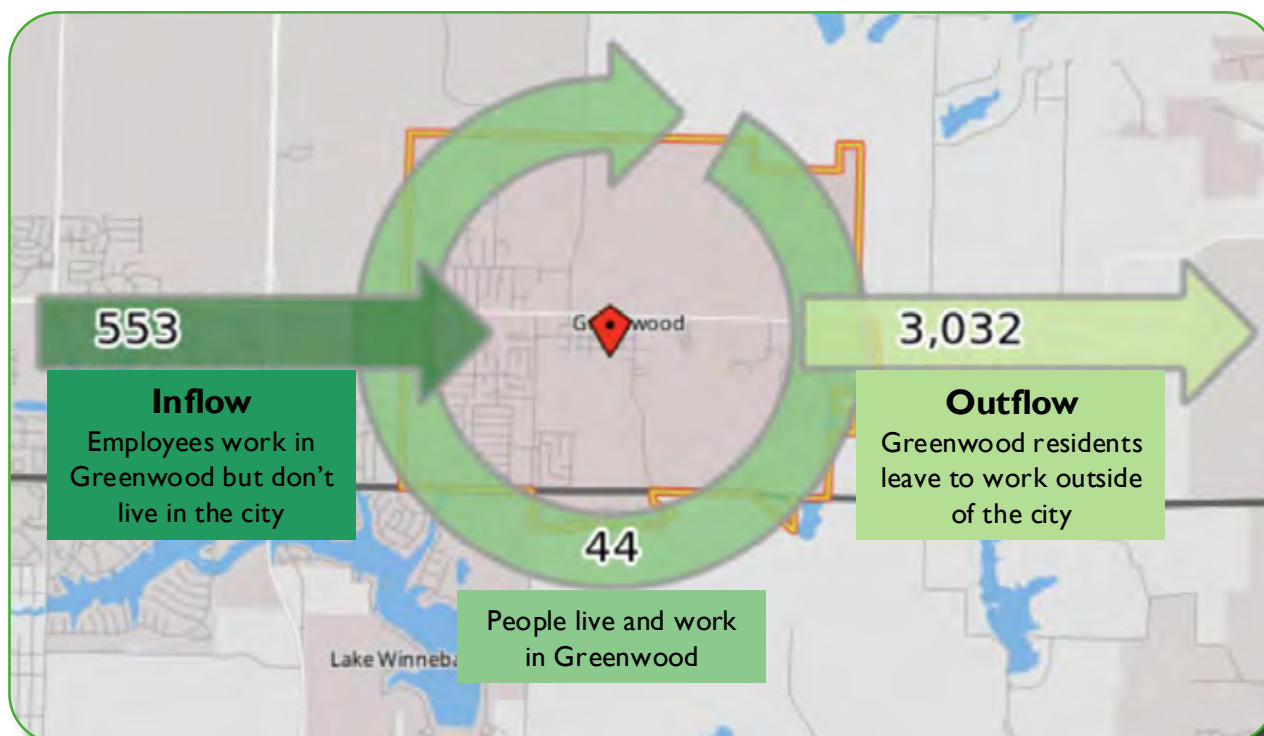 553
Inflow
Employees work in
Greenwood but don't
live in the city
3,032
Outflow
Greenwood residents
leave to work outside
of the city
44
People live and work
in Greenwood
Lake